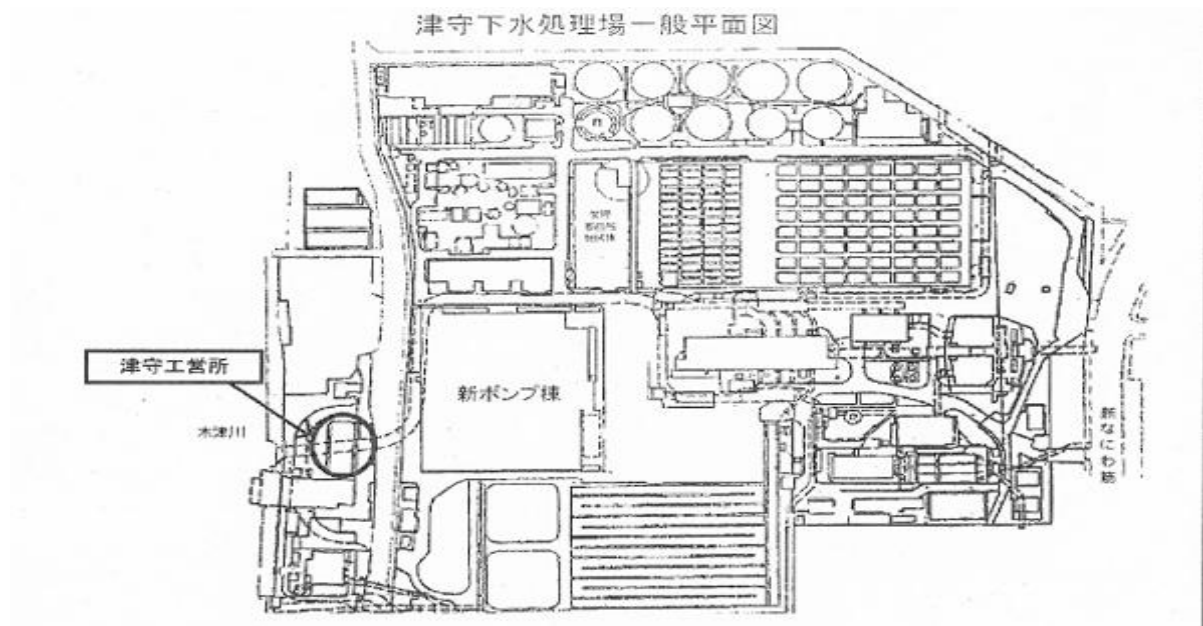 津守下水処理場一般平面図
津守工営所
新ポンプ棟
木津川
新なにわ筋